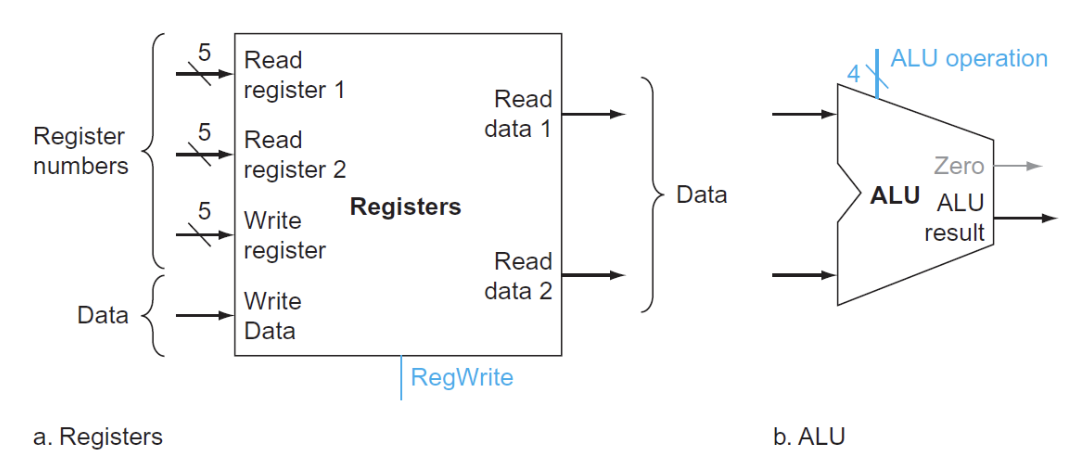 Register
numbers
5
Read
register 1
5
Read
register 2
5
Write
register
Data
Write
Data
Registers
Read
data 1
Read
data 2
Data
RegWrite
4
ALU operation
Zero
ALU
ALU
result
a. Registers
b. ALU